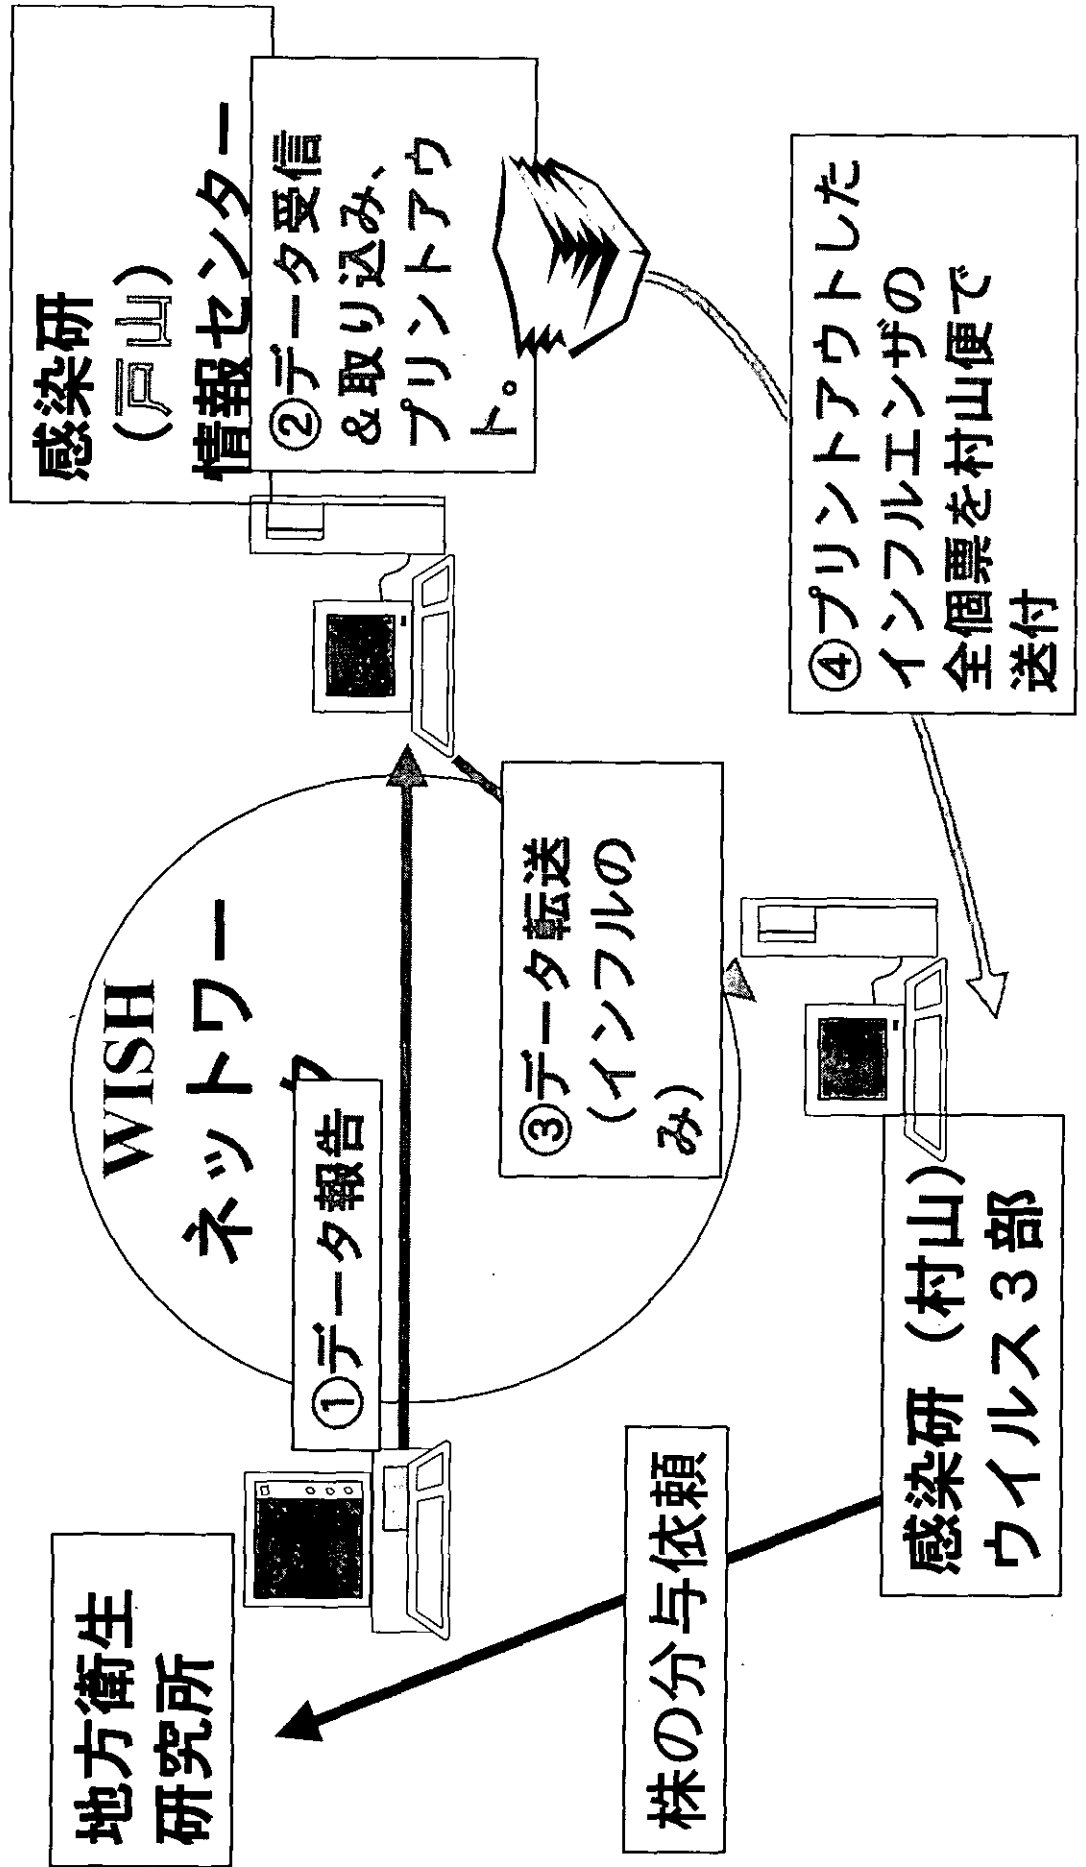 地方衛生
研究所
①データ報告
WISH
ネットワー
ク
感染研
（戸山）
情報センター
②データ受信
&取り込み、
プリントアウ
ト。
③データ転送
（インフルの
み）
④プリントアウトした
インフルエンザの
全個票を村山便で
送付
感染研（村山）
ウイルス３部
株の分与依頼